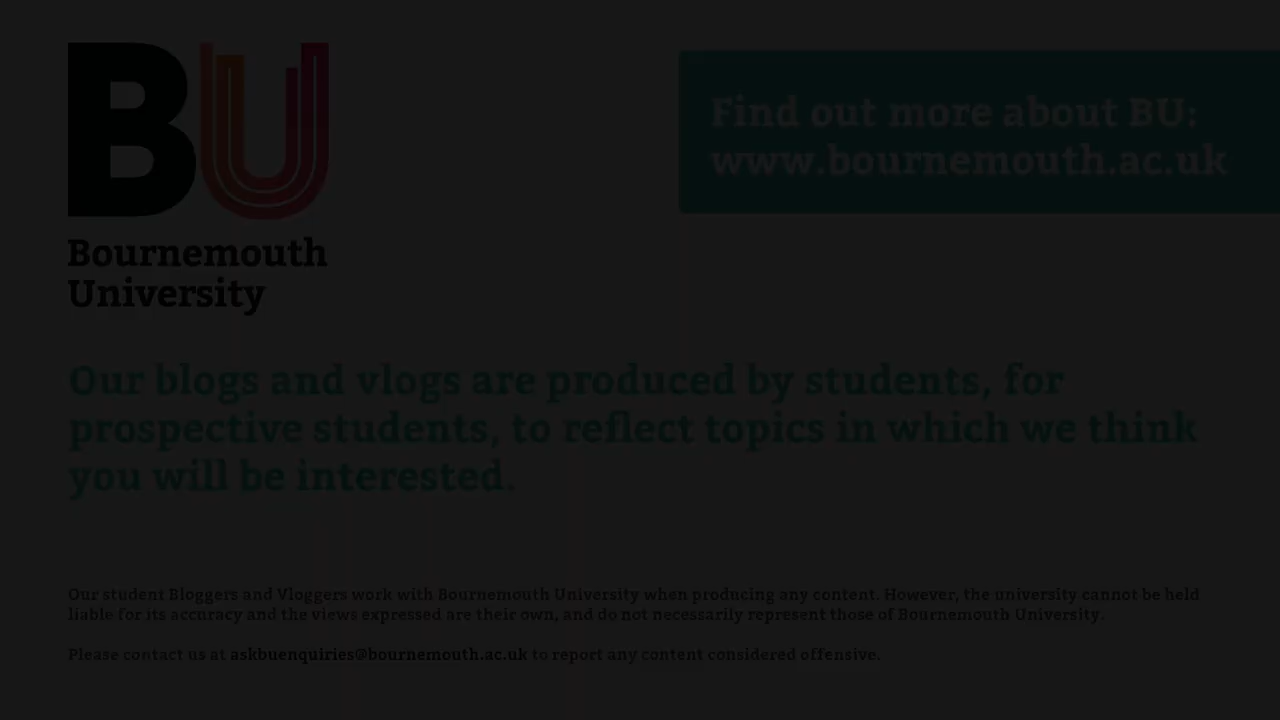 BU
Bournemouth
University
Find out more about BU:
www.bournemouth.ac.uk
Our blogs and vlogs are produced by students, for
prospective students, to reflect topics in which we think
you will be interested.
Our student Bloggers and Vloggers work with Bournemouth University when producing any content. However, the university cannot be held
liable for its accuracy and the views expressed are their own, and do not necessarily represent those of Bournemouth University.
Please contact us at askbuenquiries@bournemouth.ac.uk to report any content considered offensive.